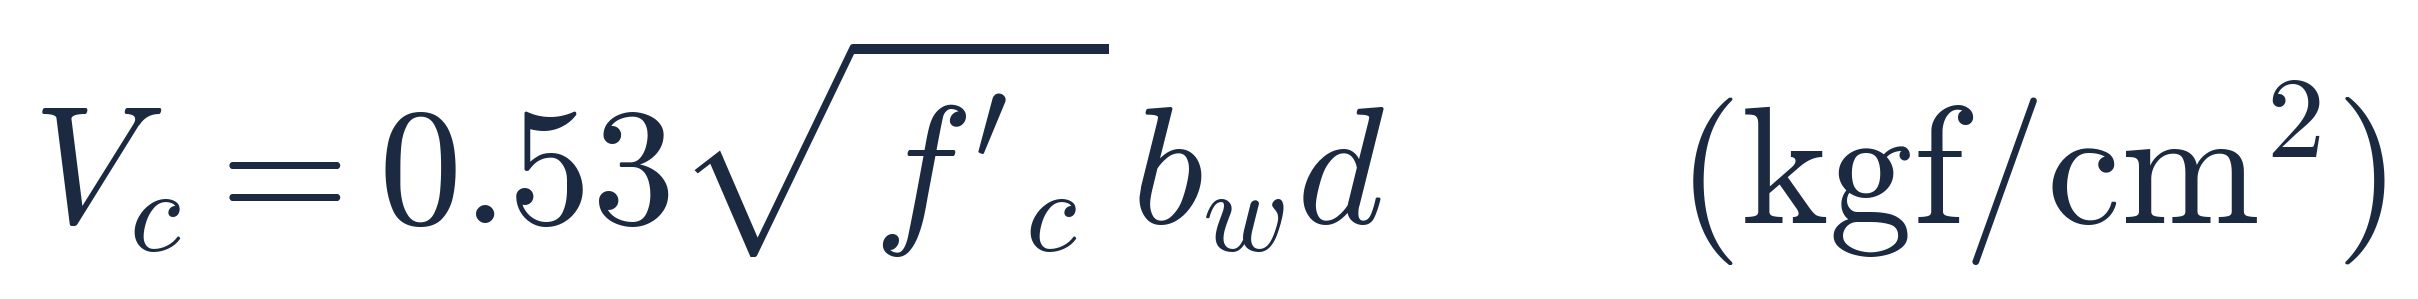 V_c = 0.53√(f'_c) b_w d (kgf/cm²)